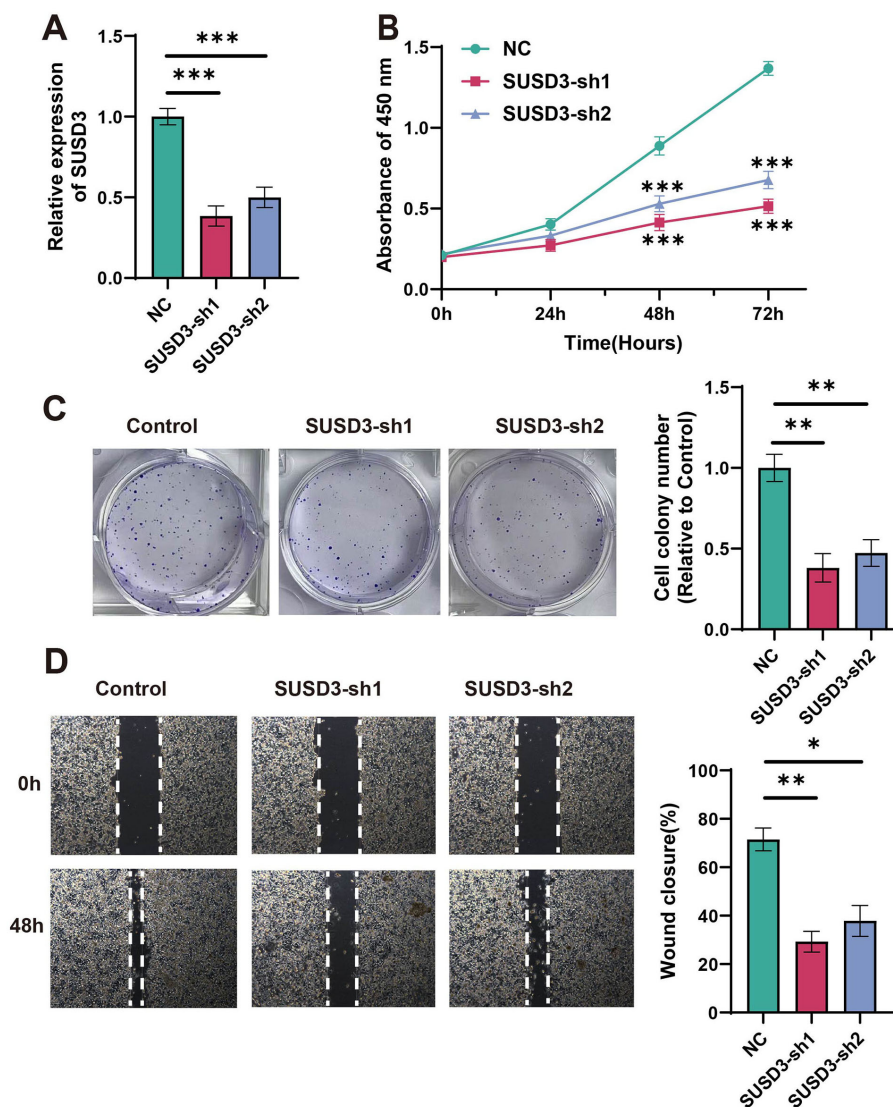 A
Relative expression
of SUSD3
1.5
1.0
0.5
0.0
***
***
NC
SUSD3-sh1
SUSD3-sh2
B
Absorbance of 450 nm
1.5
1.0
0.5
0.0
NC
SUSD3-sh1
SUSD3-sh2
***
***
***
***
0h
24h
48h
72h
Time(Hours)
C
Control
SUSD3-sh1
SUSD3-sh2
Cell colony number
(Relative to Control)
1.5
1.0
0.5
0.0
**
**
NC
SUSD3-sh1
SUSD3-sh2
D
Control
SUSD3-sh1
SUSD3-sh2
0h
48h
Wound closure(%)
100
80
60
40
20
0
*
**
NC
SUSD3-sh1
SUSD3-sh2